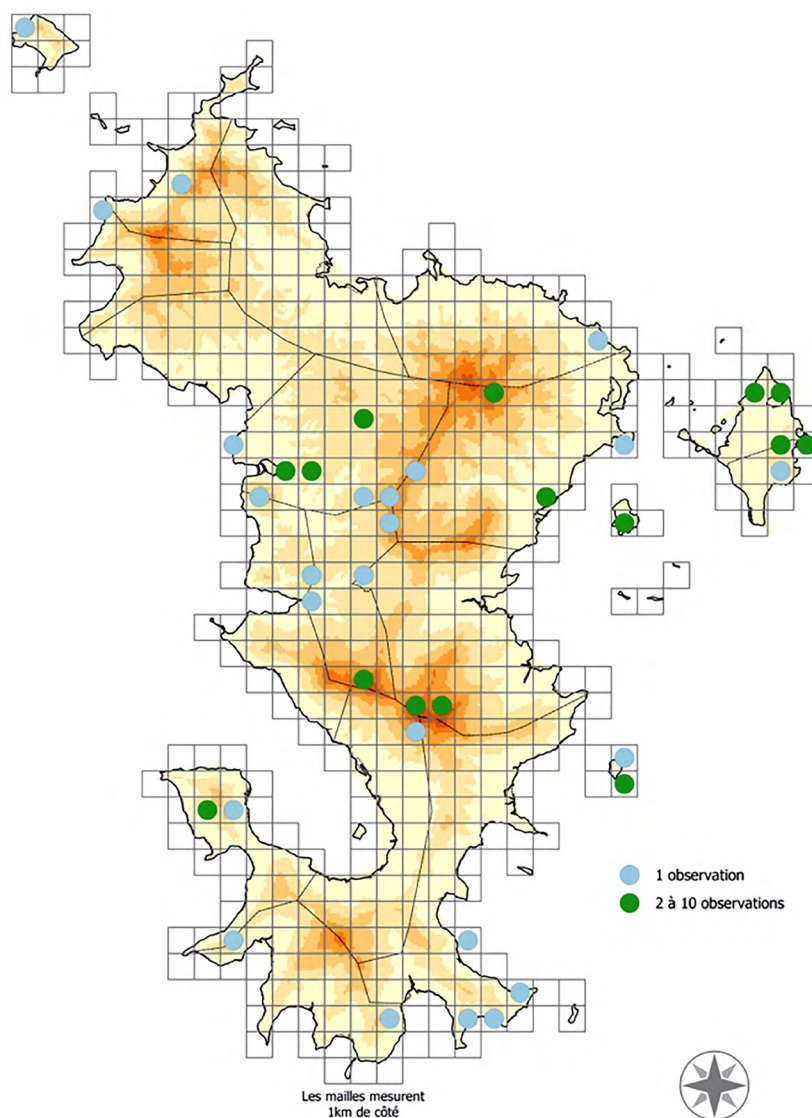 1 observation
2 à 10 observations
Les mailles mesurent
1km de côté